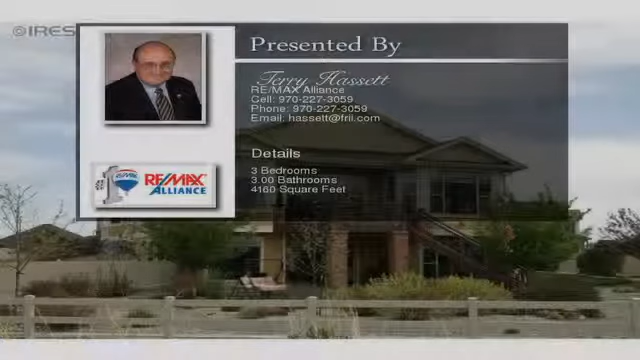 ©IRES
Presented By
Terry Hassett
RE/MAX Alliance
Cell: 970-227-3059
Phone: 970-227-3059
Email: hassett@frii.com
Details
3 Bedrooms
3.00 Bathrooms
4160 Square Feet
RE/MAX
ALLIANCE